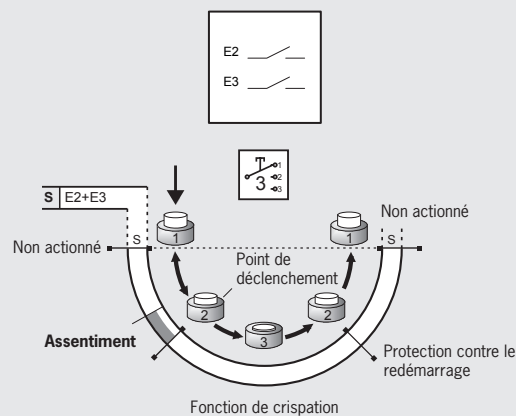 E2
E3
1
2
3
3
S E2+E3
S
1
1
Non actionné
S
Non actionné
Point de
déclenchement
2
2
3
Assentiment
Protection contre le
redémarrage
Fonction de crispation